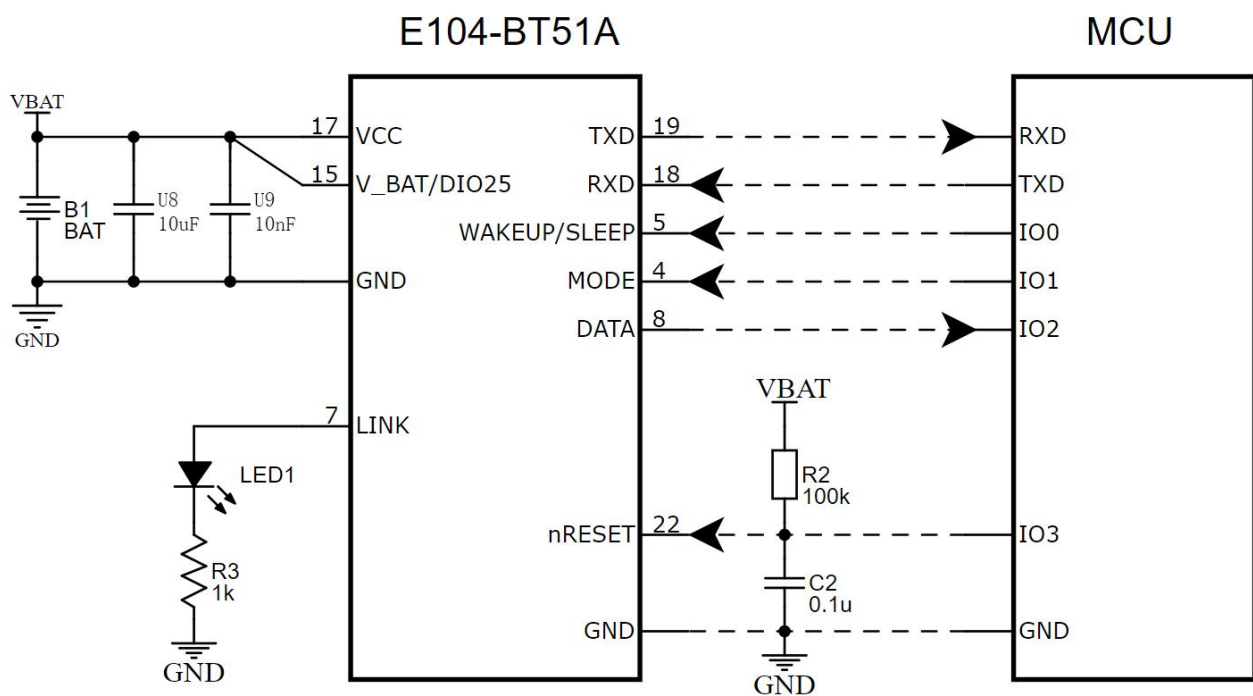 E104-BT51A
MCU
VBAT
17
VCC
TXD
19
RXD
15
V_BAT/DIO25
RXD
18
TXD
B1
BAT
U8
10uF
U9
10nF
WAKEUP/SLEEP
5
IO0
GND
MODE
4
IO1
GND
DATA
8
IO2
VBAT
7
LINK
LED1
R2
100k
nRESET
22
IO3
R3
1k
C2
0.1u
GND
GND
GND
GND